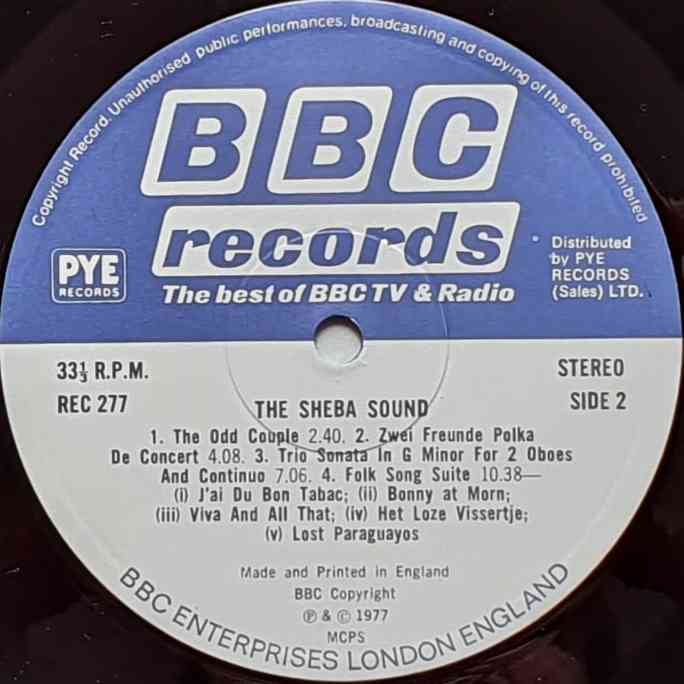 Copyright Record. Unauthorised public performances, broadcasting and copying of this record prohibited
BBC
records
The best of BBC TV & Radio
PYE
RECORDS
Distributed
by PYE
RECORDS
(Sales) LTD.
33⅓ R.P.M.
REC 277
STEREO
SIDE 2
THE SHEBA SOUND
1. The Odd Couple 2.40. 2. Zwei Freunde Polka
De Concert 4.08. 3. Trio Sonata In G Minor For 2 Oboes
And Continuo 7.06. 4. Folk Song Suite 10.38—
(i) J'ai Du Bon Tabac; (ii) Bonny at Morn;
(iii) Viva And All That; (iv) Het Loze Vissertje;
(v) Lost Paraguayos
Made and Printed in England
BBC Copyright
℗ & © 1977
MCPS
BBC ENTERPRISES LONDON ENGLAND